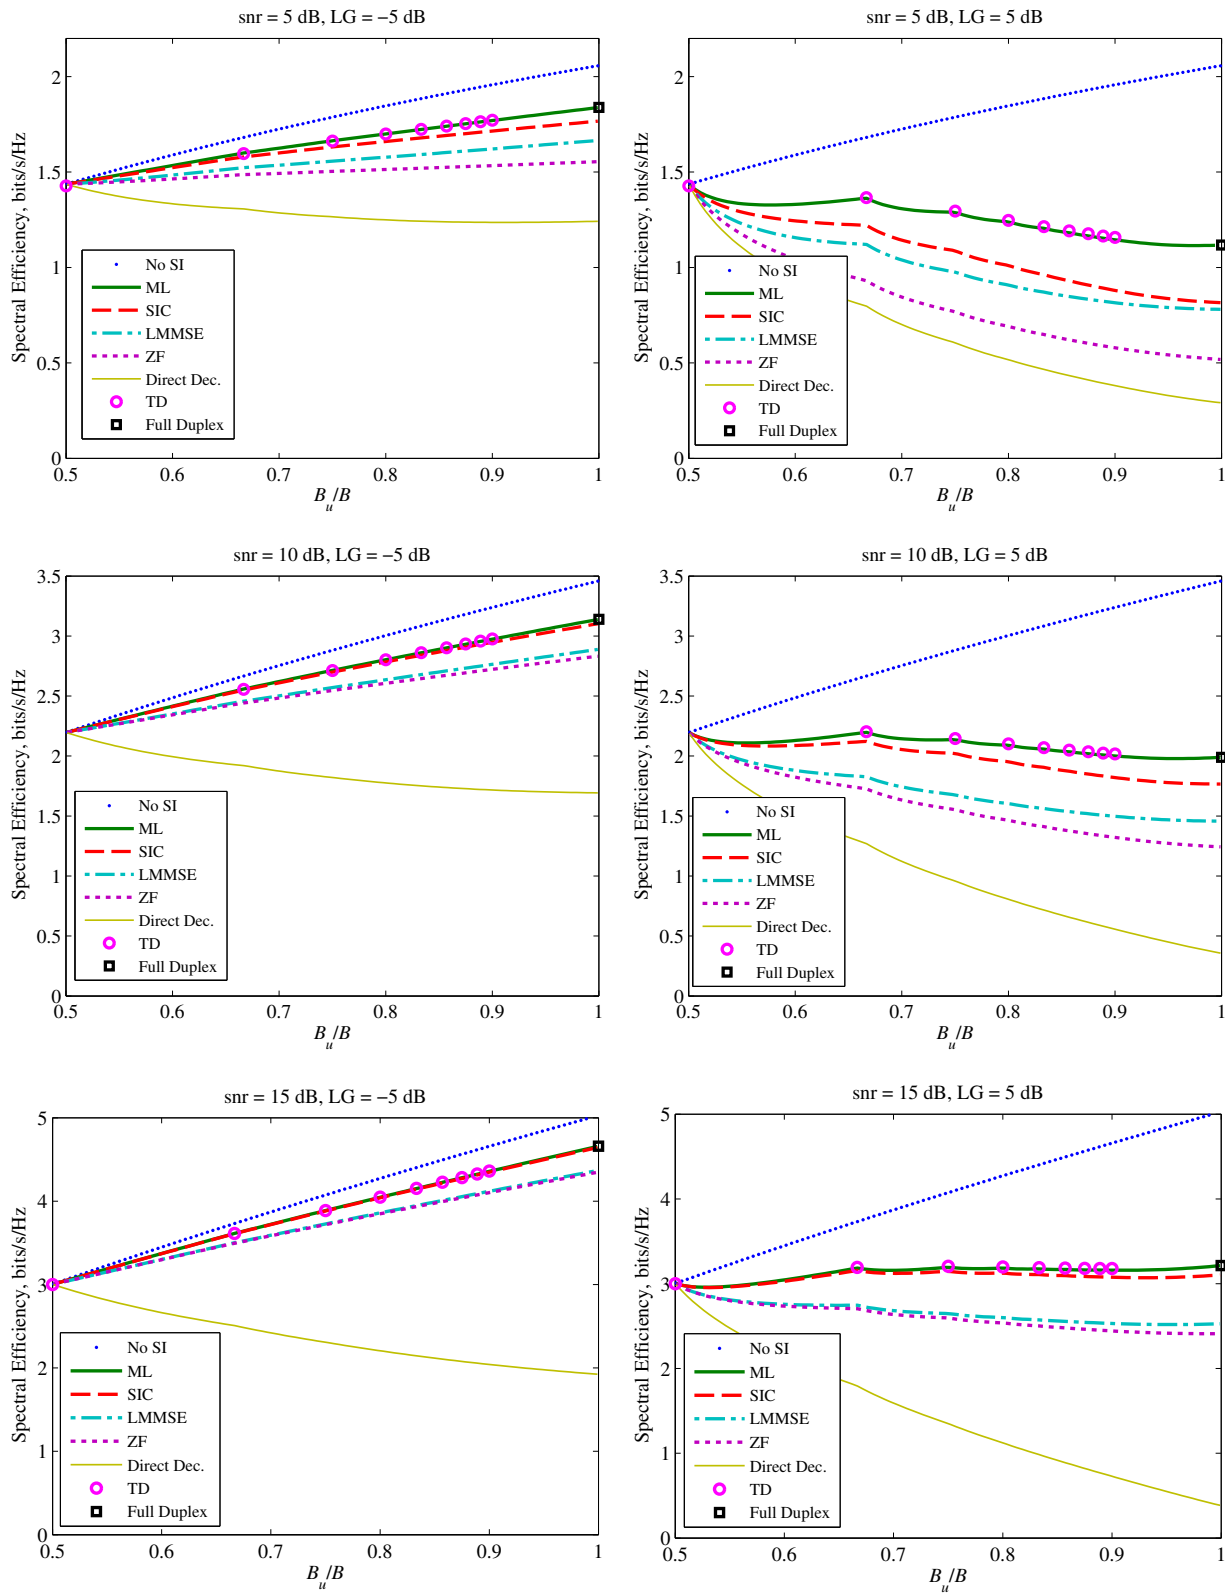 snr = 5 dB, LG = −5 dB
Spectral Efficiency, bits/s/Hz
2
1.5
1
0.5
0
No SI
ML
SIC
LMMSE
ZF
Direct Dec.
TD
Full Duplex
0.5
0.6
0.7
0.8
0.9
1
B_u/B
snr = 5 dB, LG = 5 dB
Spectral Efficiency, bits/s/Hz
2
1.5
1
0.5
0
No SI
ML
SIC
LMMSE
ZF
Direct Dec.
TD
Full Duplex
0.5
0.6
0.7
0.8
0.9
1
B_u/B
snr = 10 dB, LG = −5 dB
Spectral Efficiency, bits/s/Hz
3.5
3
2.5
2
1.5
1
0.5
0
No SI
ML
SIC
LMMSE
ZF
Direct Dec.
TD
Full Duplex
0.5
0.6
0.7
0.8
0.9
1
B_u/B
snr = 10 dB, LG = 5 dB
Spectral Efficiency, bits/s/Hz
3.5
3
2.5
2
1.5
1
0.5
0
No SI
ML
SIC
LMMSE
ZF
Direct Dec.
TD
Full Duplex
0.5
0.6
0.7
0.8
0.9
1
B_u/B
snr = 15 dB, LG = −5 dB
Spectral Efficiency, bits/s/Hz
5
4
3
2
1
0
No SI
ML
SIC
LMMSE
ZF
Direct Dec.
TD
Full Duplex
0.5
0.6
0.7
0.8
0.9
1
B_u/B
snr = 15 dB, LG = 5 dB
Spectral Efficiency, bits/s/Hz
5
4
3
2
1
0
No SI
ML
SIC
LMMSE
ZF
Direct Dec.
TD
Full Duplex
0.5
0.6
0.7
0.8
0.9
1
B_u/B